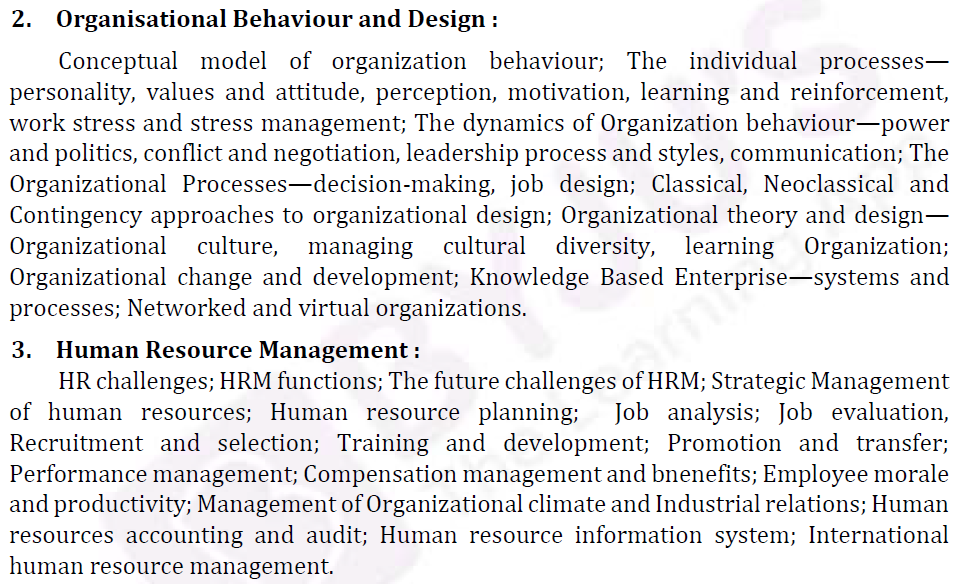 2. Organisational Behaviour and Design :
Conceptual model of organization behaviour; The individual processes—
personality, values and attitude, perception, motivation, learning and reinforcement,
work stress and stress management; The dynamics of Organization behaviour—power
and politics, conflict and negotiation, leadership process and styles, communication; The
Organizational Processes—decision-making, job design; Classical, Neoclassical and
Contingency approaches to organizational design; Organizational theory and design—
Organizational culture, managing cultural diversity, learning Organization;
Organizational change and development; Knowledge Based Enterprise—systems and
processes; Networked and virtual organizations.
3. Human Resource Management :
HR challenges; HRM functions; The future challenges of HRM; Strategic Management
of human resources; Human resource planning; Job analysis; Job evaluation,
Recruitment and selection; Training and development; Promotion and transfer;
Performance management; Compensation management and bnenefits; Employee morale
and productivity; Management of Organizational climate and Industrial relations; Human
resources accounting and audit; Human resource information system; International
human resource management.
BYJU'S
The Learning App